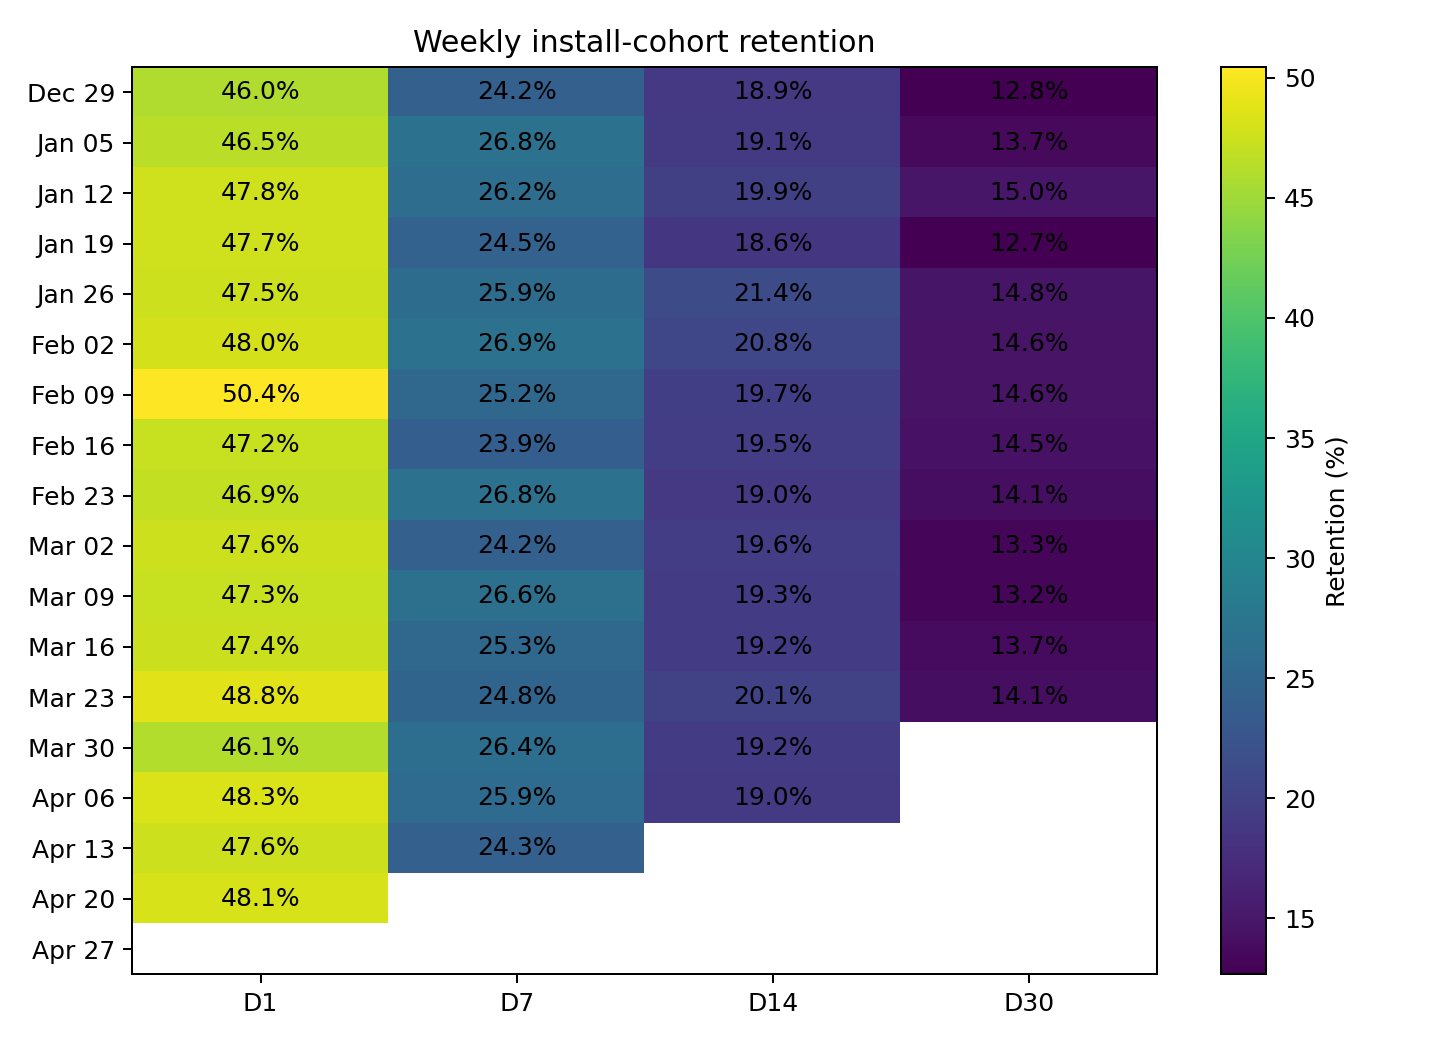 Weekly install-cohort retention
Dec 29 46.0% 24.2% 18.9% 12.8%
Jan 05 46.5% 26.8% 19.1% 13.7%
Jan 12 47.8% 26.2% 19.9% 15.0%
Jan 19 47.7% 24.5% 18.6% 12.7%
Jan 26 47.5% 25.9% 21.4% 14.8%
Feb 02 48.0% 26.9% 20.8% 14.6%
Feb 09 50.4% 25.2% 19.7% 14.6%
Feb 16 47.2% 23.9% 19.5% 14.5%
Feb 23 46.9% 26.8% 19.0% 14.1%
Mar 02 47.6% 24.2% 19.6% 13.3%
Mar 09 47.3% 26.6% 19.3% 13.2%
Mar 16 47.4% 25.3% 19.2% 13.7%
Mar 23 48.8% 24.8% 20.1% 14.1%
Mar 30 46.1% 26.4% 19.2%
Apr 06 48.3% 25.9% 19.0%
Apr 13 47.6% 24.3%
Apr 20 48.1%
Apr 27
D1 D7 D14 D30
50
45
40
35
30
25
20
15
Retention (%)